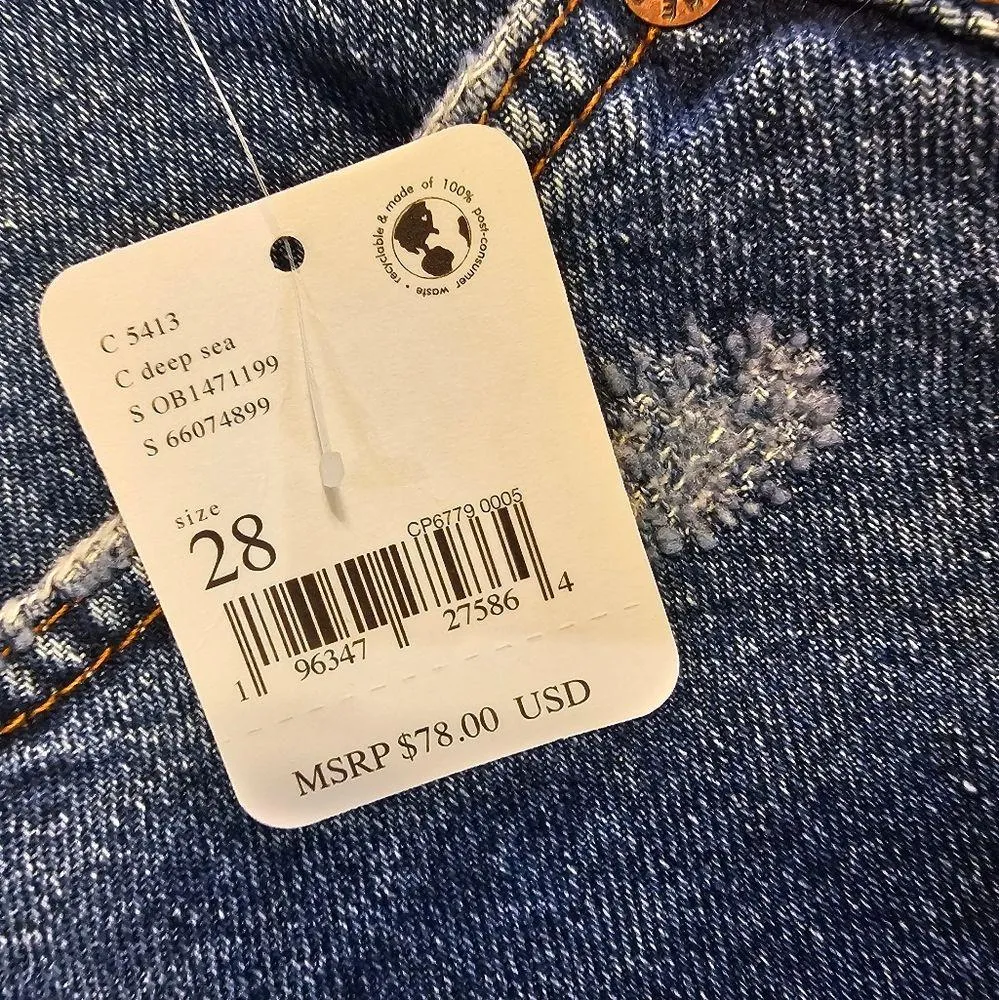 recyclable & made of 100% post-consumer waste •
C 5413
C deep sea
S OB1471199
S 66074899
size
28
CP6779 0005
1 96347 27586 4
MSRP $78.00 USD